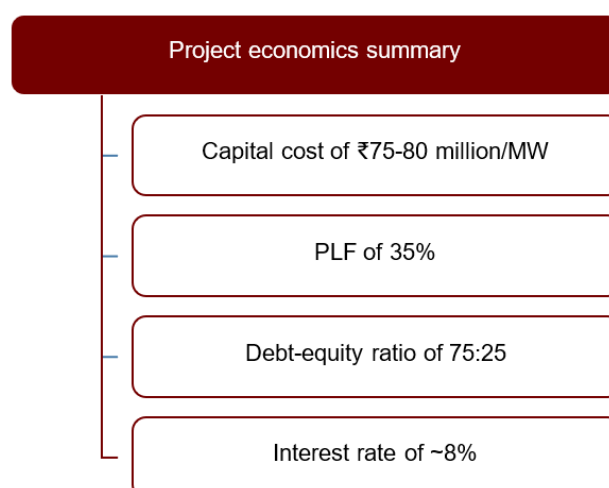 Project economics summary
Capital cost of ₹75-80 million/MW
PLF of 35%
Debt-equity ratio of 75:25
Interest rate of ~8%